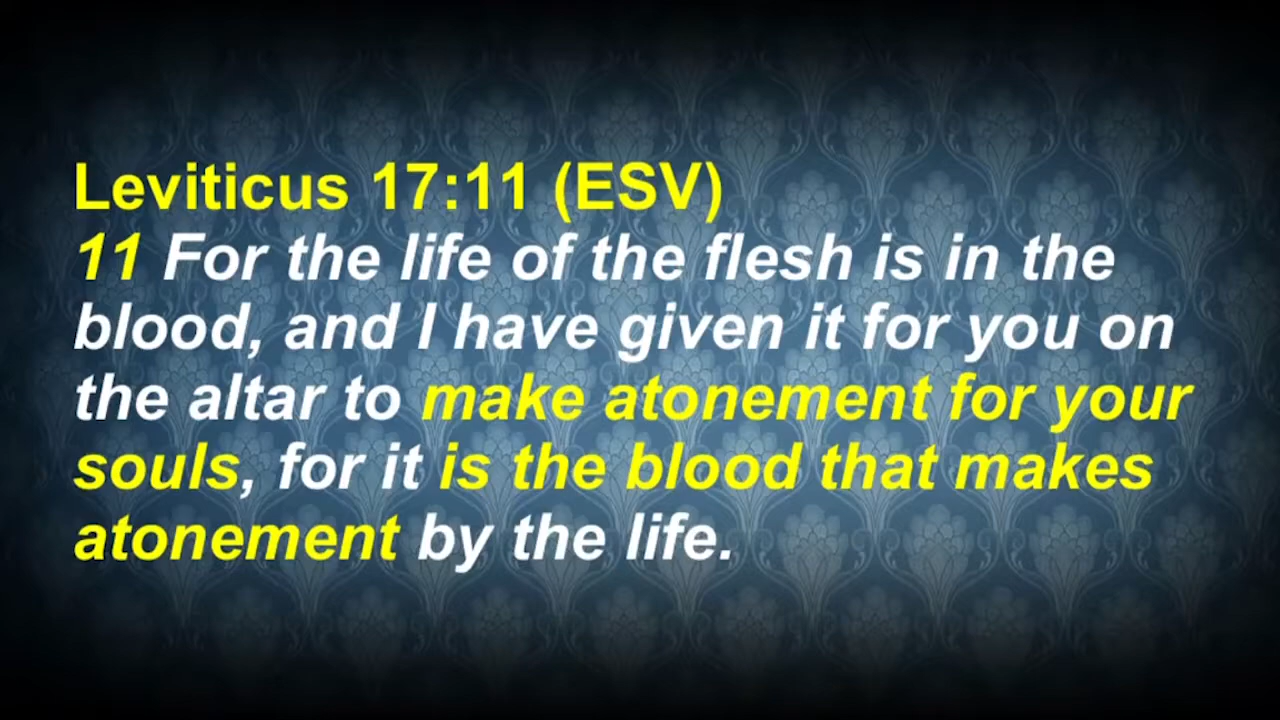 Leviticus 17:11 (ESV)
11 For the life of the flesh is in the
blood, and I have given it for you on
the altar to make atonement for your
souls, for it is the blood that makes
atonement by the life.